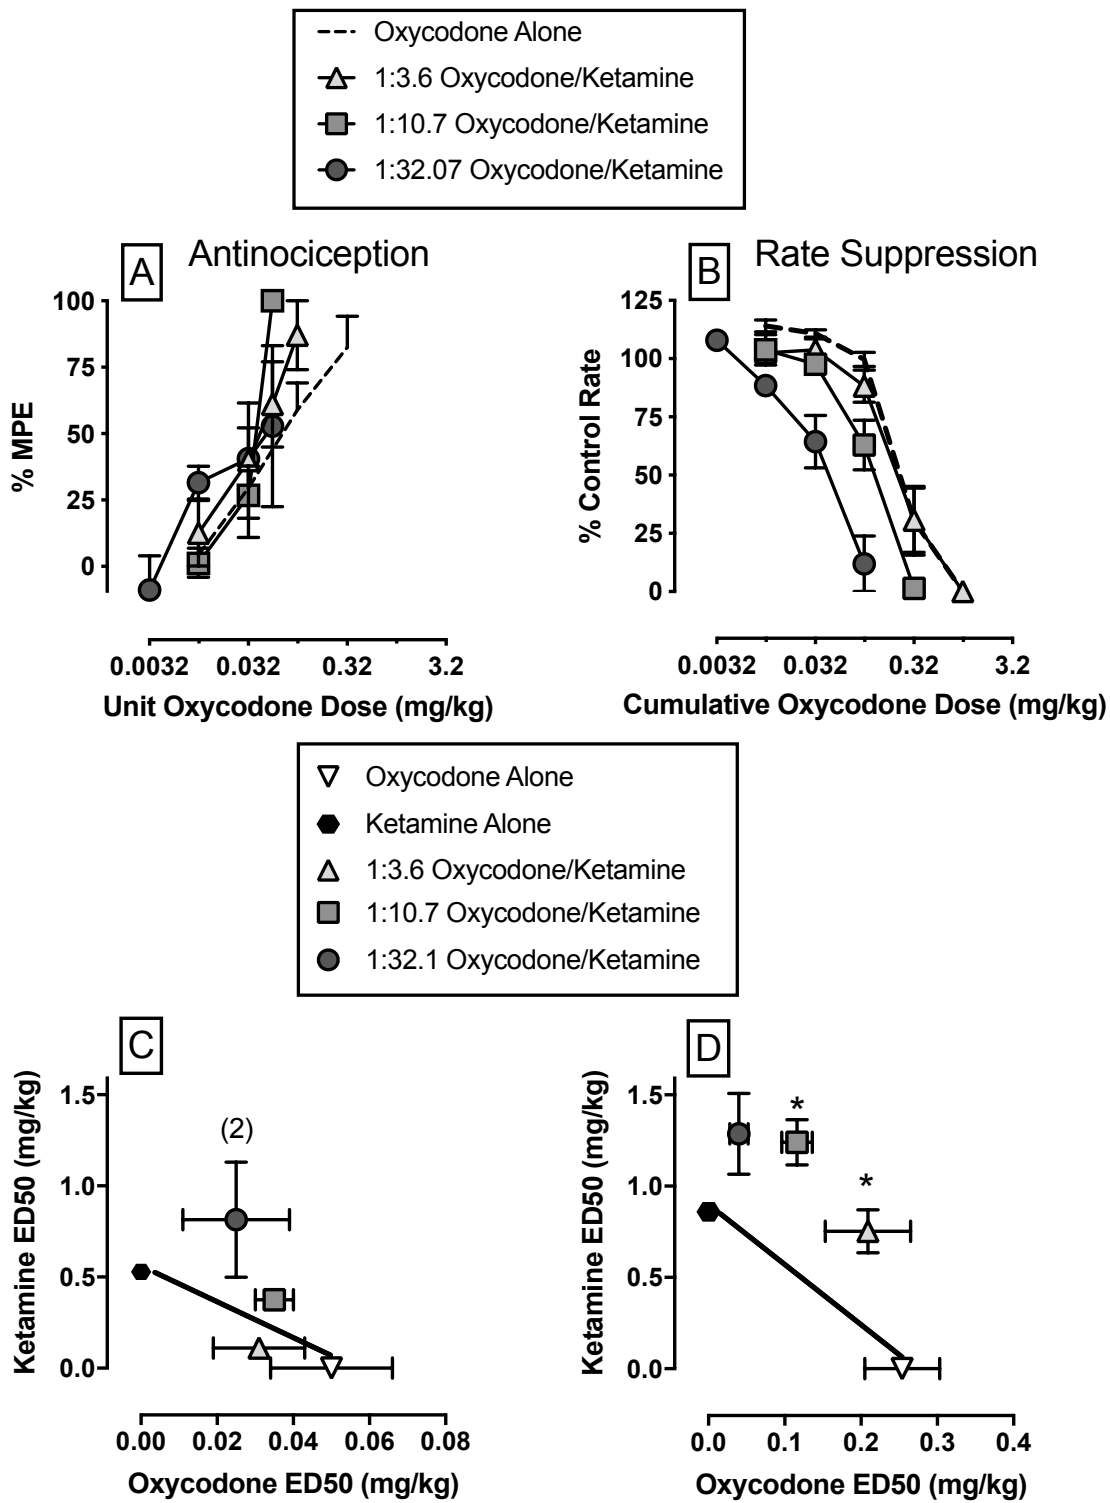 Oxycodone Alone
1:3.6 Oxycodone/Ketamine
1:10.7 Oxycodone/Ketamine
1:32.07 Oxycodone/Ketamine
A
Antinociception
100
75
50
25
0
% MPE
0.0032
0.032
0.32
3.2
Unit Oxycodone Dose (mg/kg)
B
Rate Suppression
125
100
75
50
25
0
% Control Rate
0.0032
0.032
0.32
3.2
Cumulative Oxycodone Dose (mg/kg)
Oxycodone Alone
Ketamine Alone
1:3.6 Oxycodone/Ketamine
1:10.7 Oxycodone/Ketamine
1:32.1 Oxycodone/Ketamine
C
1.5
1.0
0.5
0.0
Ketamine ED50 (mg/kg)
(2)
0.00
0.02
0.04
0.06
0.08
Oxycodone ED50 (mg/kg)
D
1.5
1.0
0.5
0.0
Ketamine ED50 (mg/kg)
*
*
0.0
0.1
0.2
0.3
0.4
Oxycodone ED50 (mg/kg)